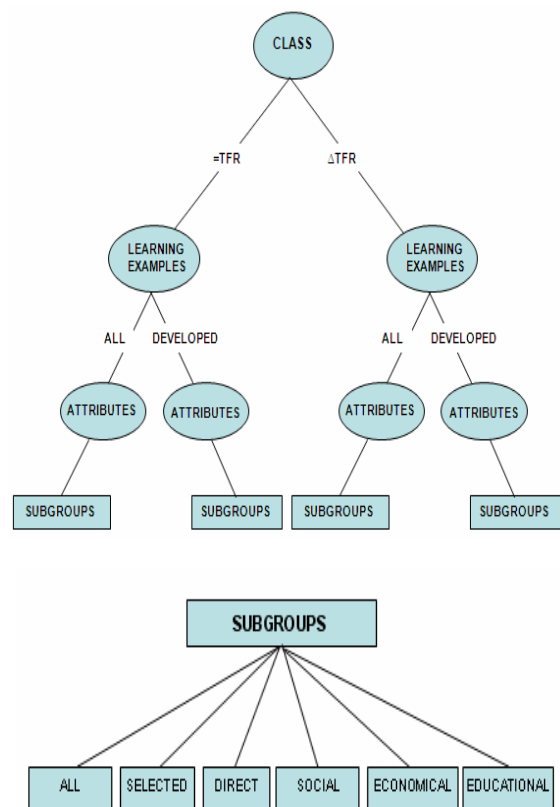 CLASS
=TFR
∆TFR
LEARNING
EXAMPLES
LEARNING
EXAMPLES
ALL
DEVELOPED
ALL
DEVELOPED
ATTRIBUTES
ATTRIBUTES
ATTRIBUTES
ATTRIBUTES
SUBGROUPS
SUBGROUPS
SUBGROUPS
SUBGROUPS
SUBGROUPS
ALL
SELECTED
DIRECT
SOCIAL
ECONOMICAL
EDUCATIONAL